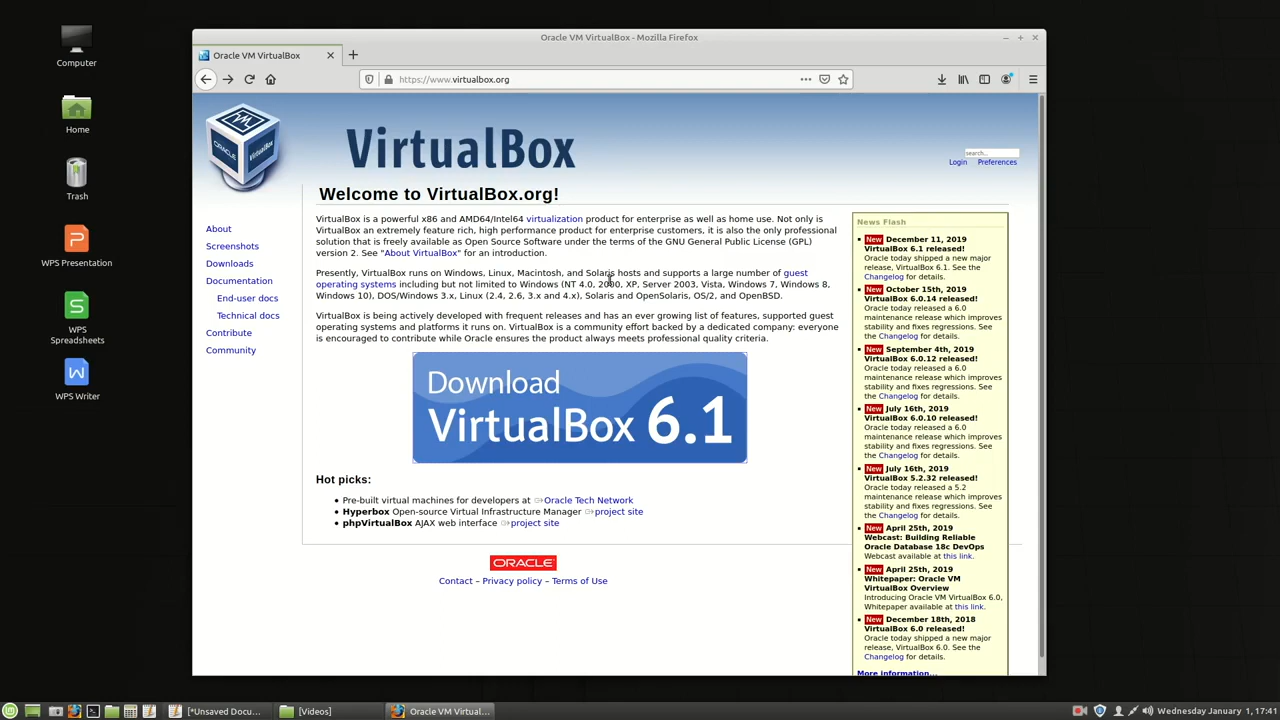 Computer
Home
Trash
WPS Presentation
WPS
Spreadsheets
WPS Writer
Oracle VM VirtualBox - Mozilla Firefox
Oracle VM VirtualBox
https://www.virtualbox.org
ORACLE
VirtualBox
VirtualBox
search...
Login Preferences
Welcome to VirtualBox.org!
About
Screenshots
Downloads
Documentation
End-user docs
Technical docs
Contribute
Community
VirtualBox is a powerful x86 and AMD64/Intel64 virtualization product for enterprise as well as home use. Not only is
VirtualBox an extremely feature rich, high performance product for enterprise customers, it is also the only professional
solution that is freely available as Open Source Software under the terms of the GNU General Public License (GPL)
version 2. See "About VirtualBox" for an introduction.
Presently, VirtualBox runs on Windows, Linux, Macintosh, and Solaris hosts and supports a large number of guest
operating systems including but not limited to Windows (NT 4.0, 2000, XP, Server 2003, Vista, Windows 7, Windows 8,
Windows 10), DOS/Windows 3.x, Linux (2.4, 2.6, 3.x and 4.x), Solaris and OpenSolaris, OS/2, and OpenBSD.
VirtualBox is being actively developed with frequent releases and has an ever growing list of features, supported guest
operating systems and platforms it runs on. VirtualBox is a community effort backed by a dedicated company: everyone
is encouraged to contribute while Oracle ensures the product always meets professional quality criteria.
Download
VirtualBox 6.1
Hot picks:
Pre-built virtual machines for developers at Oracle Tech Network
Hyperbox Open-source Virtual Infrastructure Manager project site
phpVirtualBox AJAX web interface project site
ORACLE
Contact – Privacy policy – Terms of Use
News Flash
New December 11, 2019
VirtualBox 6.1 released!
Oracle today shipped a new major
release, VirtualBox 6.1. See the
Changelog for details.
New October 15th, 2019
VirtualBox 6.0.14 released!
Oracle today released a 6.0
maintenance release which improves
stability and fixes regressions. See
the Changelog for details.
New September 4th, 2019
VirtualBox 6.0.12 released!
Oracle today released a 6.0
maintenance release which improves
stability and fixes regressions. See
the Changelog for details.
New July 16th, 2019
VirtualBox 6.0.10 released!
Oracle today released a 6.0
maintenance release which improves
stability and fixes regressions. See
the Changelog for details.
New July 16th, 2019
VirtualBox 5.2.32 released!
Oracle today released a 5.2
maintenance release which improves
stability and fixes regressions. See
the Changelog for details.
New April 25th, 2019
Webcast: Building Reliable
Oracle Database 18c DevOps
Webcast available at this link.
New April 25th, 2019
Whitepaper: Oracle VM
VirtualBox Overview
Introducing Oracle VM VirtualBox 6.0,
Whitepaper available at this link.
New December 18th, 2018
VirtualBox 6.0 released!
Oracle today shipped a new major
release, VirtualBox 6.0. See the
Changelog for details.
More information...
[*Unsaved Docu...
[Videos]
Oracle VM Virtual...
Wednesday January 1, 17:41